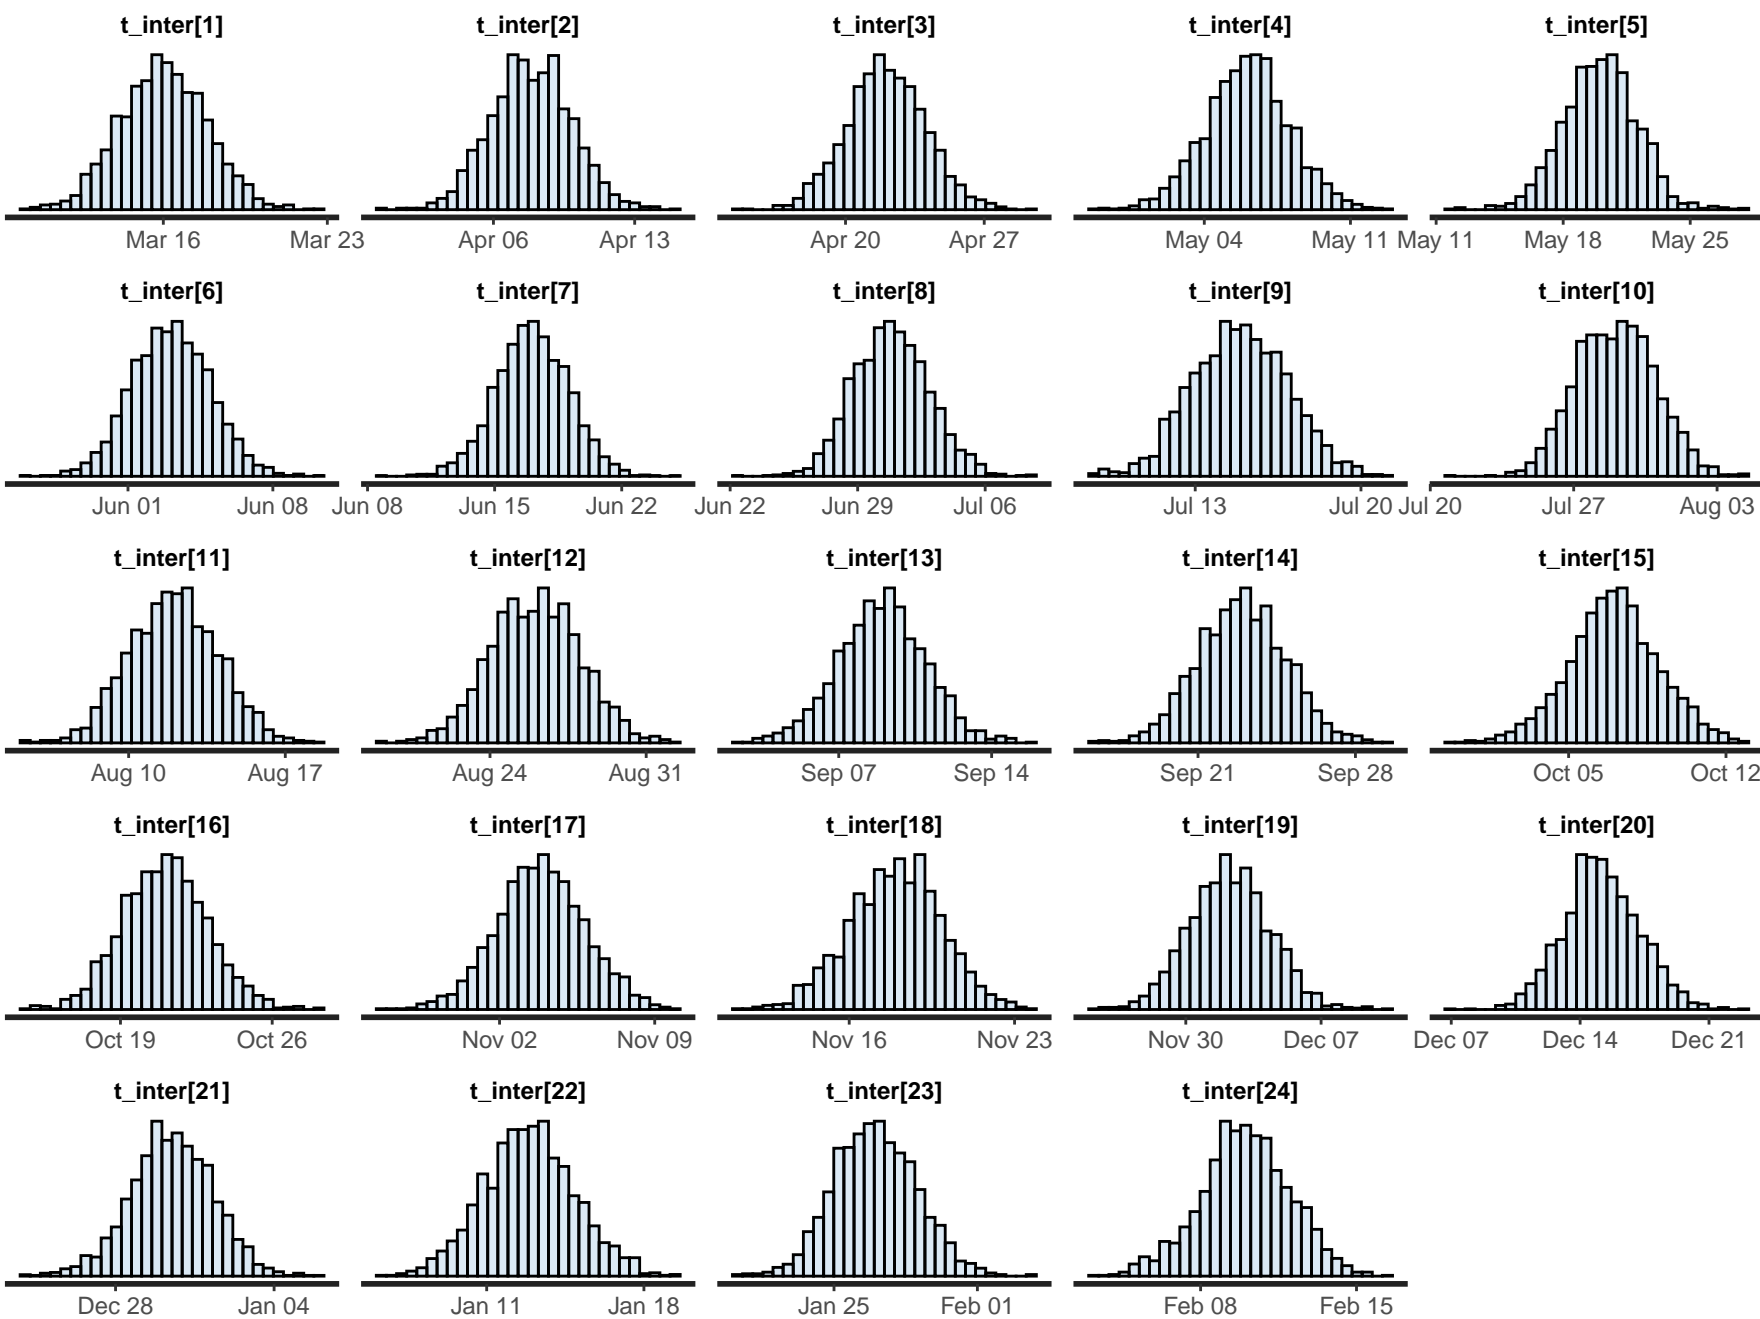 t_inter[1] t_inter[2] t_inter[3] t_inter[4] t_inter[5]
Mar 16 Mar 23 Apr 06 Apr 13 Apr 20 Apr 27 May 04 May 11 May 11 May 18 May 25
t_inter[6] t_inter[7] t_inter[8] t_inter[9] t_inter[10]
Jun 01 Jun 08 Jun 08 Jun 15 Jun 22 Jun 22 Jun 29 Jul 06 Jul 13 Jul 20 Jul 20 Jul 27 Aug 03
t_inter[11] t_inter[12] t_inter[13] t_inter[14] t_inter[15]
Aug 10 Aug 17 Aug 24 Aug 31 Sep 07 Sep 14 Sep 21 Sep 28 Oct 05 Oct 12
t_inter[16] t_inter[17] t_inter[18] t_inter[19] t_inter[20]
Oct 19 Oct 26 Nov 02 Nov 09 Nov 16 Nov 23 Nov 30 Dec 07 Dec 07 Dec 14 Dec 21
t_inter[21] t_inter[22] t_inter[23] t_inter[24]
Dec 28 Jan 04 Jan 11 Jan 18 Jan 25 Feb 01 Feb 08 Feb 15